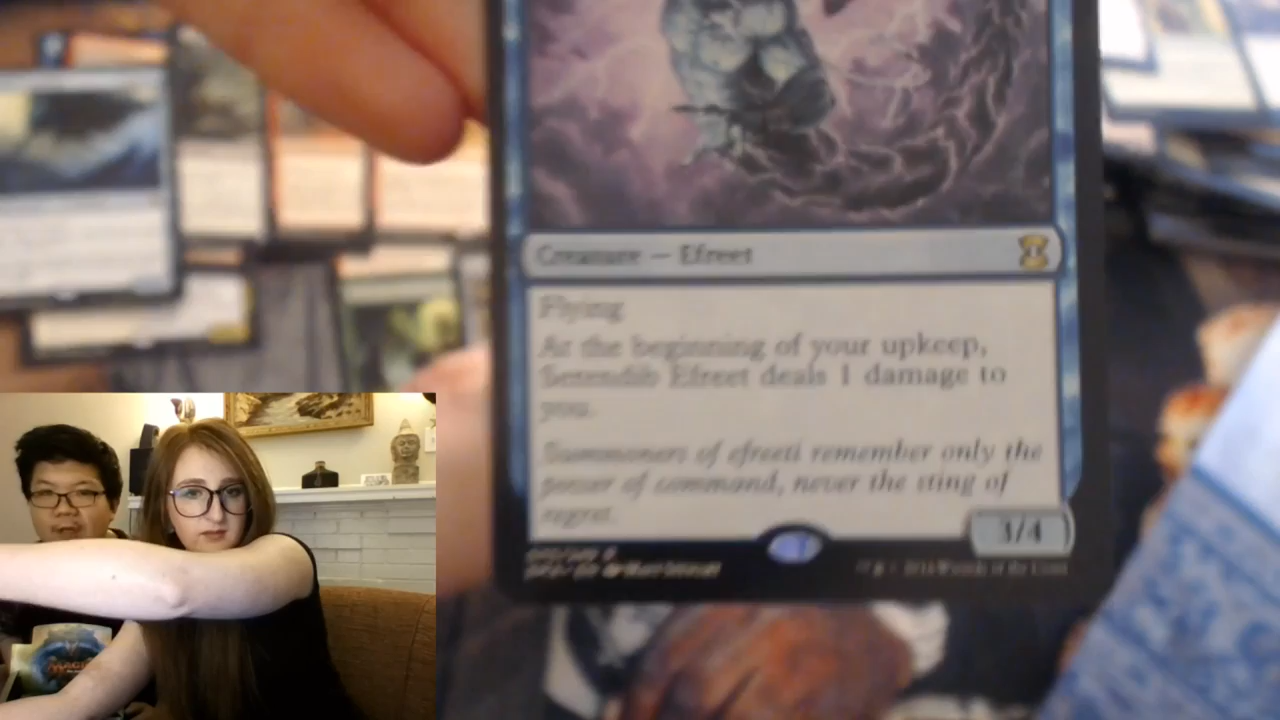 Creature — Efreet
Flying
At the beginning of your upkeep,
Serendib Efreet deals 1 damage to
you.
Summoners of efreeti remember only the
power of command, never the sting of
regret.
3/4
MAGIC